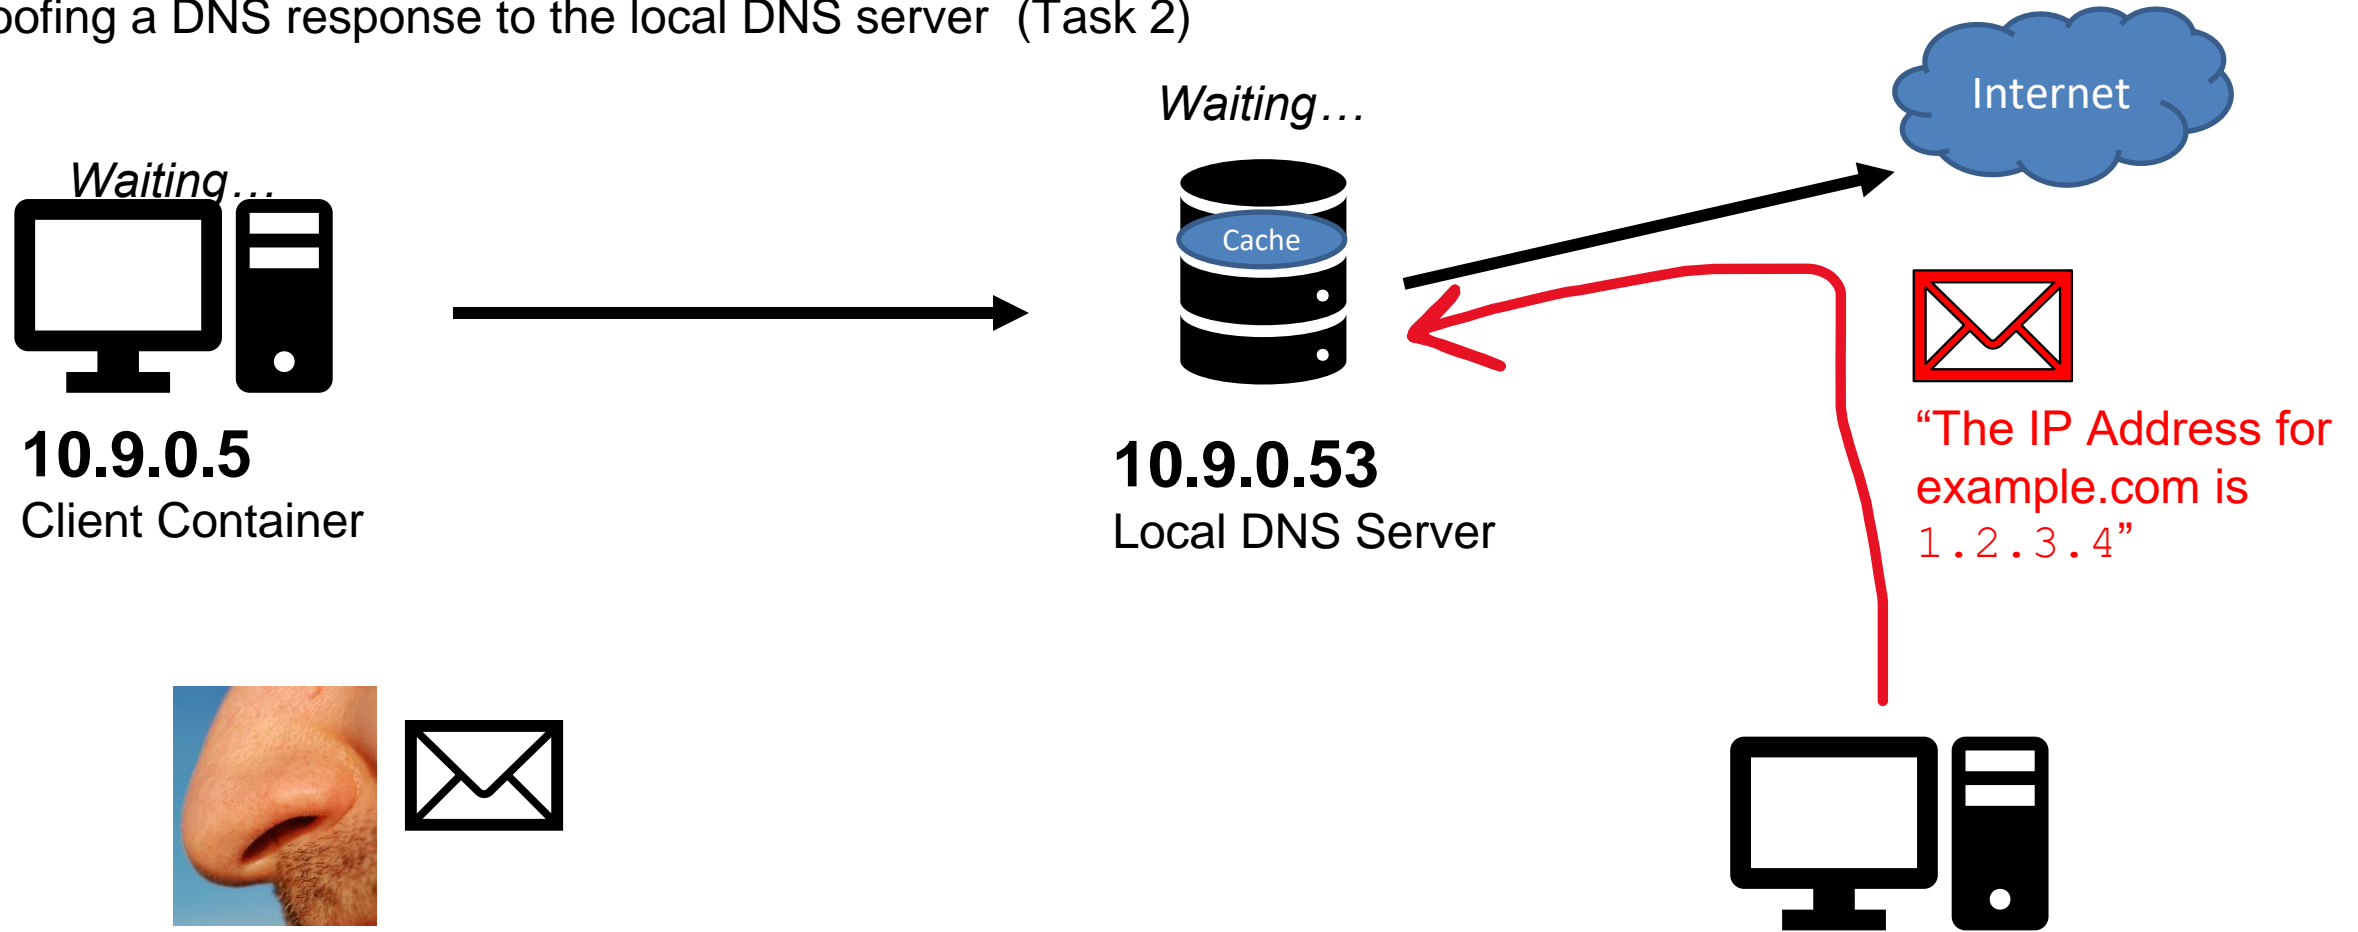 oofing a DNS response to the local DNS server (Task 2)
Internet
Waiting…
Waiting…
Cache
10.9.0.5
Client Container
10.9.0.53
Local DNS Server
“The IP Address for
example.com is
1.2.3.4”